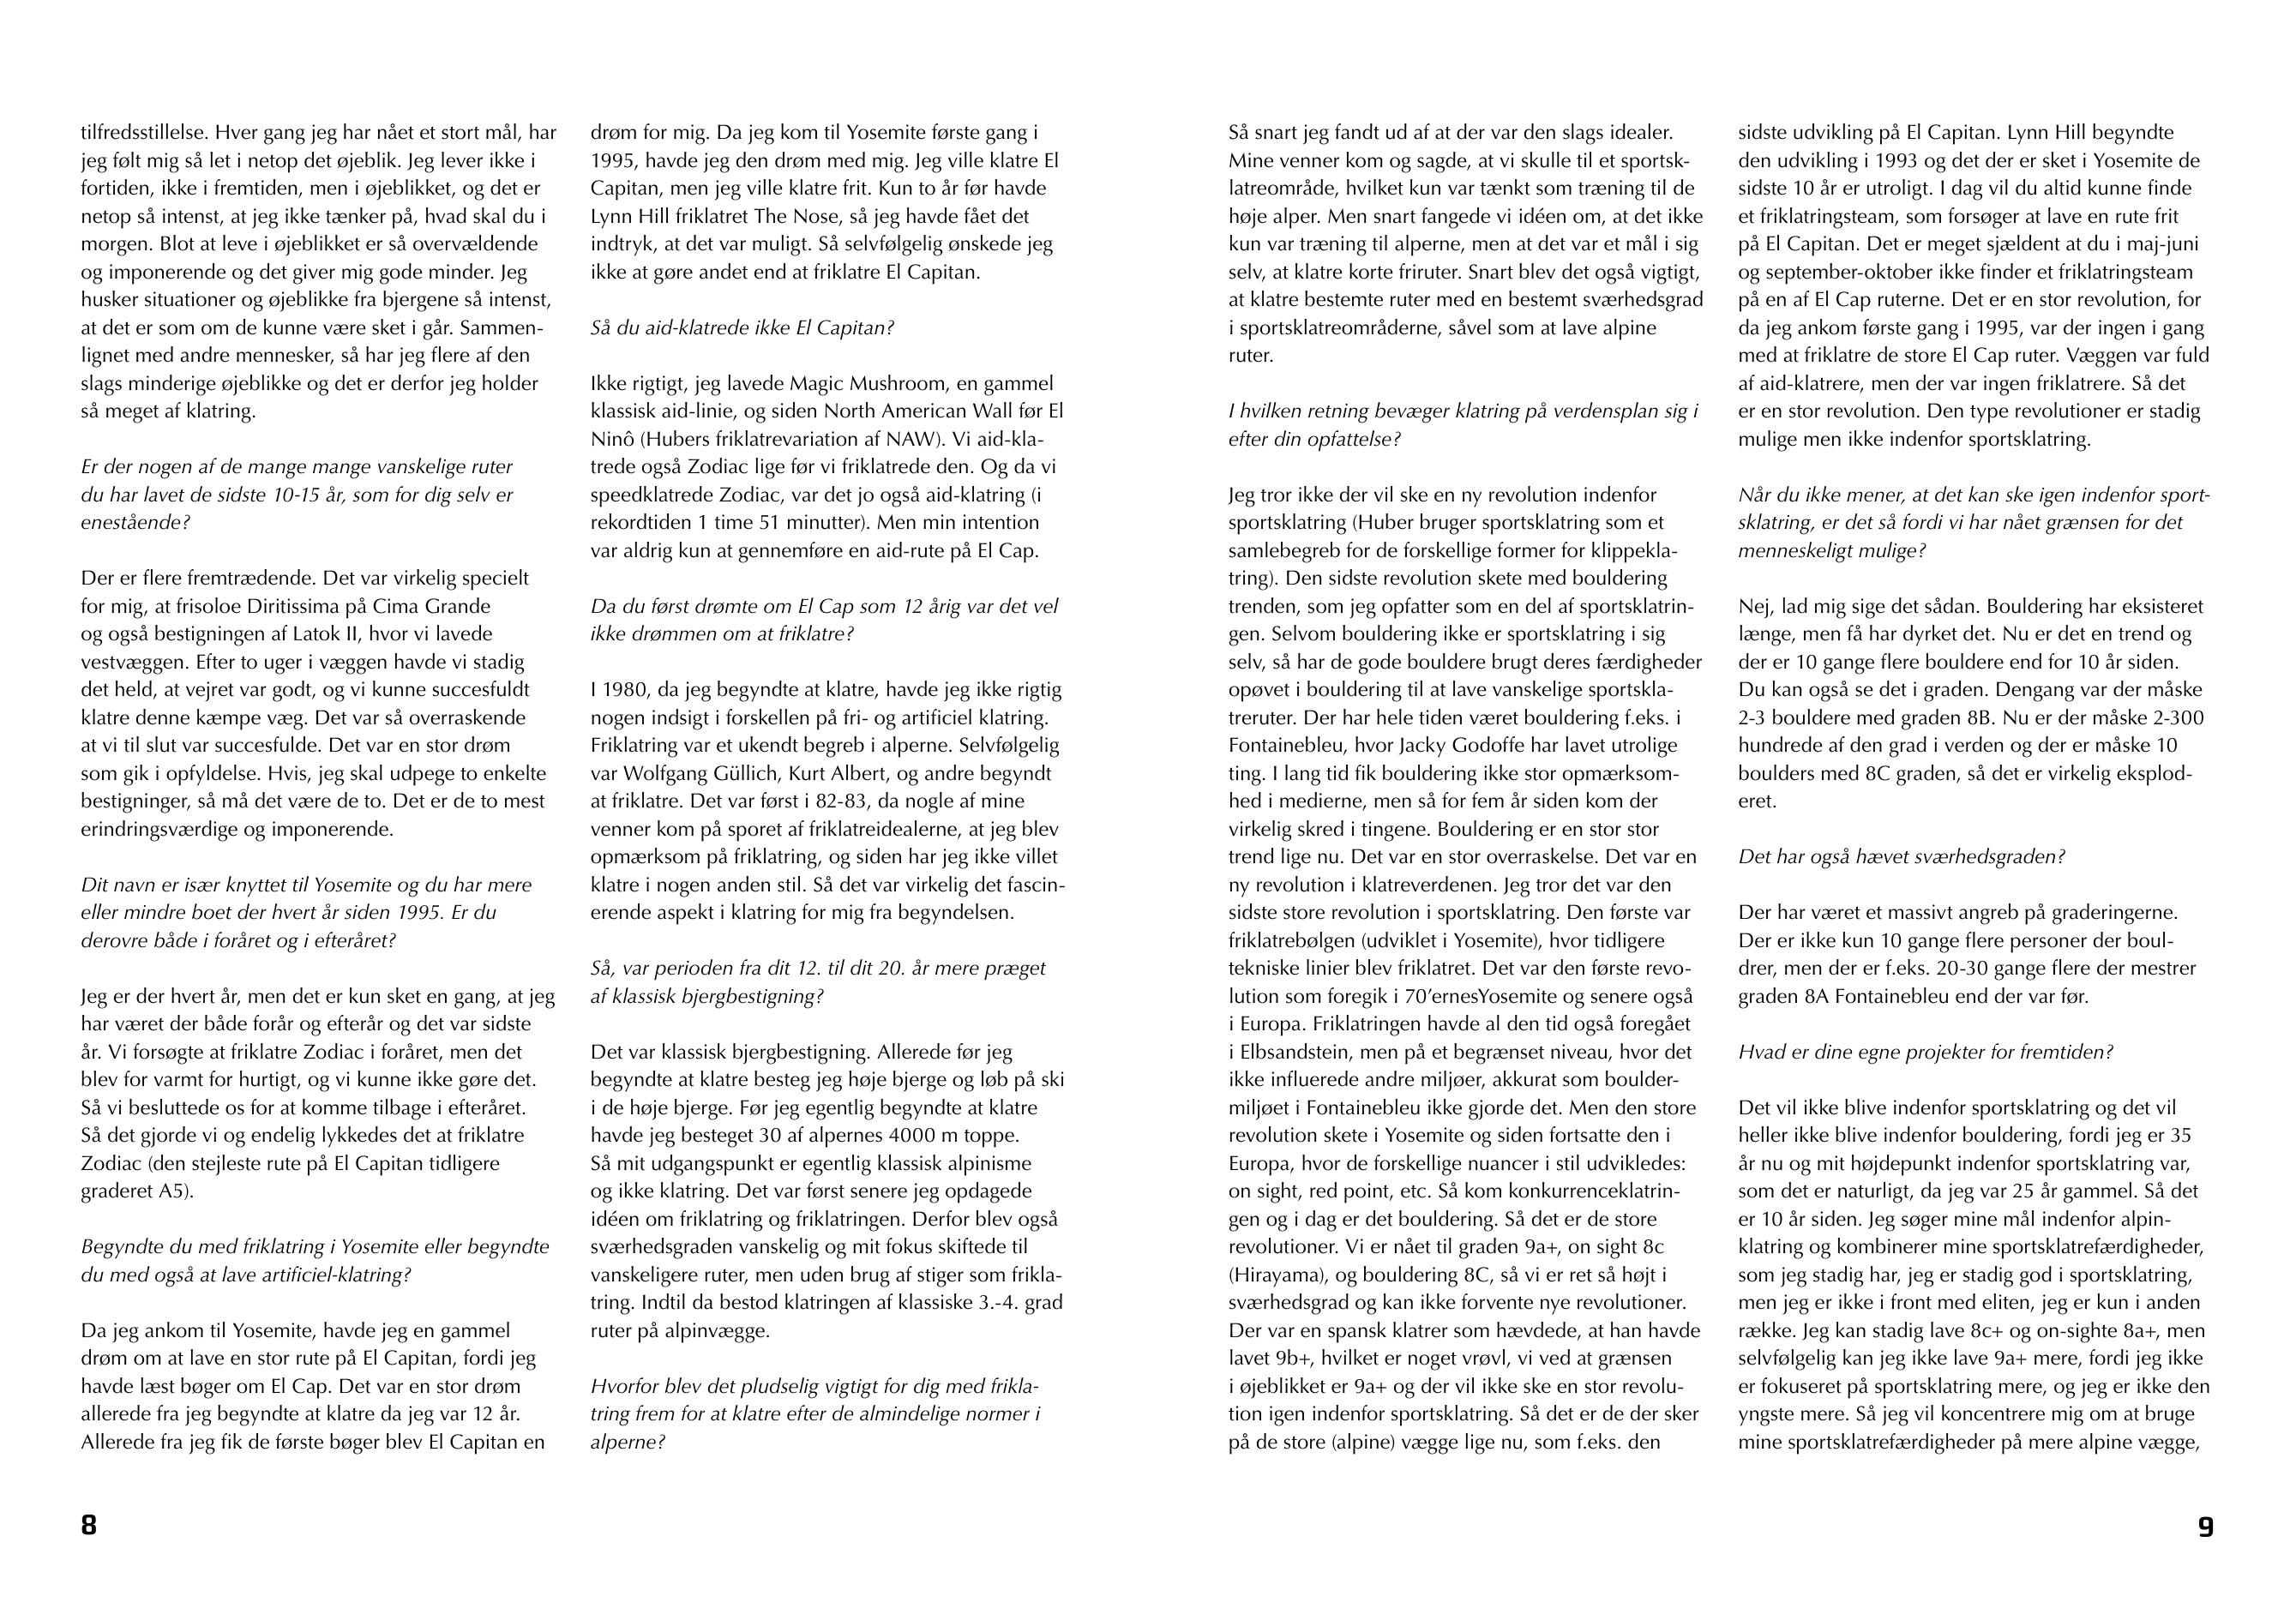 tilfredsstillelse. Hver gang jeg har nået et stort mål, har
jeg følt mig så let i netop det øjeblik. Jeg lever ikke i
fortiden, ikke i fremtiden, men i øjeblikket, og det er
netop så intenst, at jeg ikke tænker på, hvad skal du i
morgen. Blot at leve i øjeblikket er så overvældende
og imponerende og det giver mig gode minder. Jeg
husker situationer og øjeblikke fra bjergene så intenst,
at det er som om de kunne være sket i går. Sammen-
lignet med andre mennesker, så har jeg flere af den
slags minderige øjeblikke og det er derfor jeg holder
så meget af klatring.

Er der nogen af de mange mange vanskelige ruter
du har lavet de sidste 10-15 år, som for dig selv er
enestående?

Der er flere fremtrædende. Det var virkelig specielt
for mig, at frisoloe Diritissima på Cima Grande
og også bestigningen af Latok II, hvor vi lavede
vestvæggen. Efter to uger i væggen havde vi stadig
det held, at vejret var godt, og vi kunne succesfuldt
klatre denne kæmpe væg. Det var så overraskende
at vi til slut var succesfulde. Det var en stor drøm
som gik i opfyldelse. Hvis, jeg skal udpege to enkelte
bestigninger, så må det være de to. Det er de to mest
erindringsværdige og imponerende.

Dit navn er især knyttet til Yosemite og du har mere
eller mindre boet der hvert år siden 1995. Er du
derovre både i foråret og i efteråret?

Jeg er der hvert år, men det er kun sket en gang, at jeg
har været der både forår og efterår og det var sidste
år. Vi forsøgte at friklatre Zodiac i foråret, men det
blev for varmt for hurtigt, og vi kunne ikke gøre det.
Så vi besluttede os for at komme tilbage i efteråret.
Så det gjorde vi og endelig lykkedes det at friklatre
Zodiac (den stejleste rute på El Capitan tidligere
graderet A5).

Begyndte du med friklatring i Yosemite eller begyndte
du med også at lave artificiel-klatring?

Da jeg ankom til Yosemite, havde jeg en gammel
drøm om at lave en stor rute på El Capitan, fordi jeg
havde læst bøger om El Cap. Det var en stor drøm
allerede fra jeg begyndte at klatre da jeg var 12 år.
Allerede fra jeg fik de første bøger blev El Capitan en
drøm for mig. Da jeg kom til Yosemite første gang i
1995, havde jeg den drøm med mig. Jeg ville klatre El
Capitan, men jeg ville klatre frit. Kun to år før havde
Lynn Hill friklatret The Nose, så jeg havde fået det
indtryk, at det var muligt. Så selvfølgelig ønskede jeg
ikke at gøre andet end at friklatre El Capitan.

Så du aid-klatrede ikke El Capitan?

Ikke rigtigt, jeg lavede Magic Mushroom, en gammel
klassisk aid-linie, og siden North American Wall før El
Ninô (Hubers friklatrevariation af NAW). Vi aid-kla-
trede også Zodiac lige før vi friklatrede den. Og da vi
speedklatrede Zodiac, var det jo også aid-klatring (i
rekordtiden 1 time 51 minutter). Men min intention
var aldrig kun at gennemføre en aid-rute på El Cap.

Da du først drømte om El Cap som 12 årig var det vel
ikke drømmen om at friklatre?

I 1980, da jeg begyndte at klatre, havde jeg ikke rigtig
nogen indsigt i forskellen på fri- og artificiel klatring.
Friklatring var et ukendt begreb i alperne. Selvfølgelig
var Wolfgang Güllich, Kurt Albert, og andre begyndt
at friklatre. Det var først i 82-83, da nogle af mine
venner kom på sporet af friklatreidealerne, at jeg blev
opmærksom på friklatring, og siden har jeg ikke villet
klatre i nogen anden stil. Så det var virkelig det fascin-
erende aspekt i klatring for mig fra begyndelsen.

Så, var perioden fra dit 12. til dit 20. år mere præget
af klassisk bjergbestigning?

Det var klassisk bjergbestigning. Allerede før jeg
begyndte at klatre besteg jeg høje bjerge og løb på ski
i de høje bjerge. Før jeg egentlig begyndte at klatre
havde jeg besteget 30 af alpernes 4000 m toppe.
Så mit udgangspunkt er egentlig klassisk alpinisme
og ikke klatring. Det var først senere jeg opdagede
idéen om friklatring og friklatringen. Derfor blev også
sværhedsgraden vanskelig og mit fokus skiftede til
vanskeligere ruter, men uden brug af stiger som frikla-
tring. Indtil da bestod klatringen af klassiske 3.-4. grad
ruter på alpinvægge.

Hvorfor blev det pludselig vigtigt for dig med frikla-
tring frem for at klatre efter de almindelige normer i
alperne?

8

Så snart jeg fandt ud af at der var den slags idealer.
Mine venner kom og sagde, at vi skulle til et sportsk-
latreområde, hvilket kun var tænkt som træning til de
høje alper. Men snart fangede vi idéen om, at det ikke
kun var træning til alperne, men at det var et mål i sig
selv, at klatre korte friruter. Snart blev det også vigtigt,
at klatre bestemte ruter med en bestemt sværhedsgrad
i sportsklatreområderne, såvel som at lave alpine
ruter.

I hvilken retning bevæger klatring på verdensplan sig i
efter din opfattelse?

Jeg tror ikke der vil ske en ny revolution indenfor
sportsklatring (Huber bruger sportsklatring som et
samlebegreb for de forskellige former for klippekla-
tring). Den sidste revolution skete med bouldering
trenden, som jeg opfatter som en del af sportsklatrin-
gen. Selvom bouldering ikke er sportsklatring i sig
selv, så har de gode bouldere brugt deres færdigheder
opøvet i bouldering til at lave vanskelige sportskla-
treruter. Der har hele tiden været bouldering f.eks. i
Fontainebleu, hvor Jacky Godoffe har lavet utrolige
ting. I lang tid fik bouldering ikke stor opmærksom-
hed i medierne, men så for fem år siden kom der
virkelig skred i tingene. Bouldering er en stor stor
trend lige nu. Det var en stor overraskelse. Det var en
ny revolution i klatreverdenen. Jeg tror det var den
sidste store revolution i sportsklatring. Den første var
friklatrebølgen (udviklet i Yosemite), hvor tidligere
tekniske linier blev friklatret. Det var den første revo-
lution som foregik i 70’ernesYosemite og senere også
i Europa. Friklatringen havde al den tid også foregået
i Elbsandstein, men på et begrænset niveau, hvor det
ikke influerede andre miljøer, akkurat som boulder-
miljøet i Fontainebleu ikke gjorde det. Men den store
revolution skete i Yosemite og siden fortsatte den i
Europa, hvor de forskellige nuancer i stil udvikledes:
on sight, red point, etc. Så kom konkurrenceklatrin-
gen og i dag er det bouldering. Så det er de store
revolutioner. Vi er nået til graden 9a+, on sight 8c
(Hirayama), og bouldering 8C, så vi er ret så højt i
sværhedsgrad og kan ikke forvente nye revolutioner.
Der var en spansk klatrer som hævdede, at han havde
lavet 9b+, hvilket er noget vrøvl, vi ved at grænsen
i øjeblikket er 9a+ og der vil ikke ske en stor revolu-
tion igen indenfor sportsklatring. Så det er de der sker
på de store (alpine) vægge lige nu, som f.eks. den
sidste udvikling på El Capitan. Lynn Hill begyndte
den udvikling i 1993 og det der er sket i Yosemite de
sidste 10 år er utroligt. I dag vil du altid kunne finde
et friklatringsteam, som forsøger at lave en rute frit
på El Capitan. Det er meget sjældent at du i maj-juni
og september-oktober ikke finder et friklatringsteam
på en af El Cap ruterne. Det er en stor revolution, for
da jeg ankom første gang i 1995, var der ingen i gang
med at friklatre de store El Cap ruter. Væggen var fuld
af aid-klatrere, men der var ingen friklatrere. Så det
er en stor revolution. Den type revolutioner er stadig
mulige men ikke indenfor sportsklatring.

Når du ikke mener, at det kan ske igen indenfor sport-
sklatring, er det så fordi vi har nået grænsen for det
menneskeligt mulige?

Nej, lad mig sige det sådan. Bouldering har eksisteret
længe, men få har dyrket det. Nu er det en trend og
der er 10 gange flere bouldere end for 10 år siden.
Du kan også se det i graden. Dengang var der måske
2-3 bouldere med graden 8B. Nu er der måske 2-300
hundrede af den grad i verden og der er måske 10
boulders med 8C graden, så det er virkelig eksplod-
eret.

Det har også hævet sværhedsgraden?

Der har været et massivt angreb på graderingerne.
Der er ikke kun 10 gange flere personer der boul-
drer, men der er f.eks. 20-30 gange flere der mestrer
graden 8A Fontainebleu end der var før.

Hvad er dine egne projekter for fremtiden?

Det vil ikke blive indenfor sportsklatring og det vil
heller ikke blive indenfor bouldering, fordi jeg er 35
år nu og mit højdepunkt indenfor sportsklatring var,
som det er naturligt, da jeg var 25 år gammel. Så det
er 10 år siden. Jeg søger mine mål indenfor alpin-
klatring og kombinerer mine sportsklatrefærdigheder,
som jeg stadig har, jeg er stadig god i sportsklatring,
men jeg er ikke i front med eliten, jeg er kun i anden
række. Jeg kan stadig lave 8c+ og on-sighte 8a+, men
selvfølgelig kan jeg ikke lave 9a+ mere, fordi jeg ikke
er fokuseret på sportsklatring mere, og jeg er ikke den
yngste mere. Så jeg vil koncentrere mig om at bruge
mine sportsklatrefærdigheder på mere alpine vægge,

9